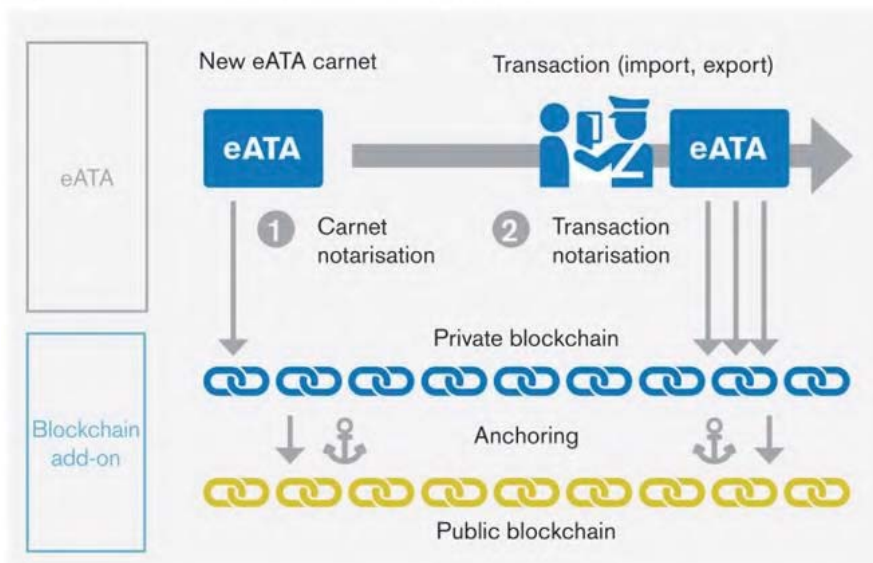 New eATA carnet
Transaction (import, export)
eATA
eATA
eATA
1 Carnet
notarisation
2 Transaction
notarisation
Private blockchain
Blockchain
add-on
Anchoring
Public blockchain